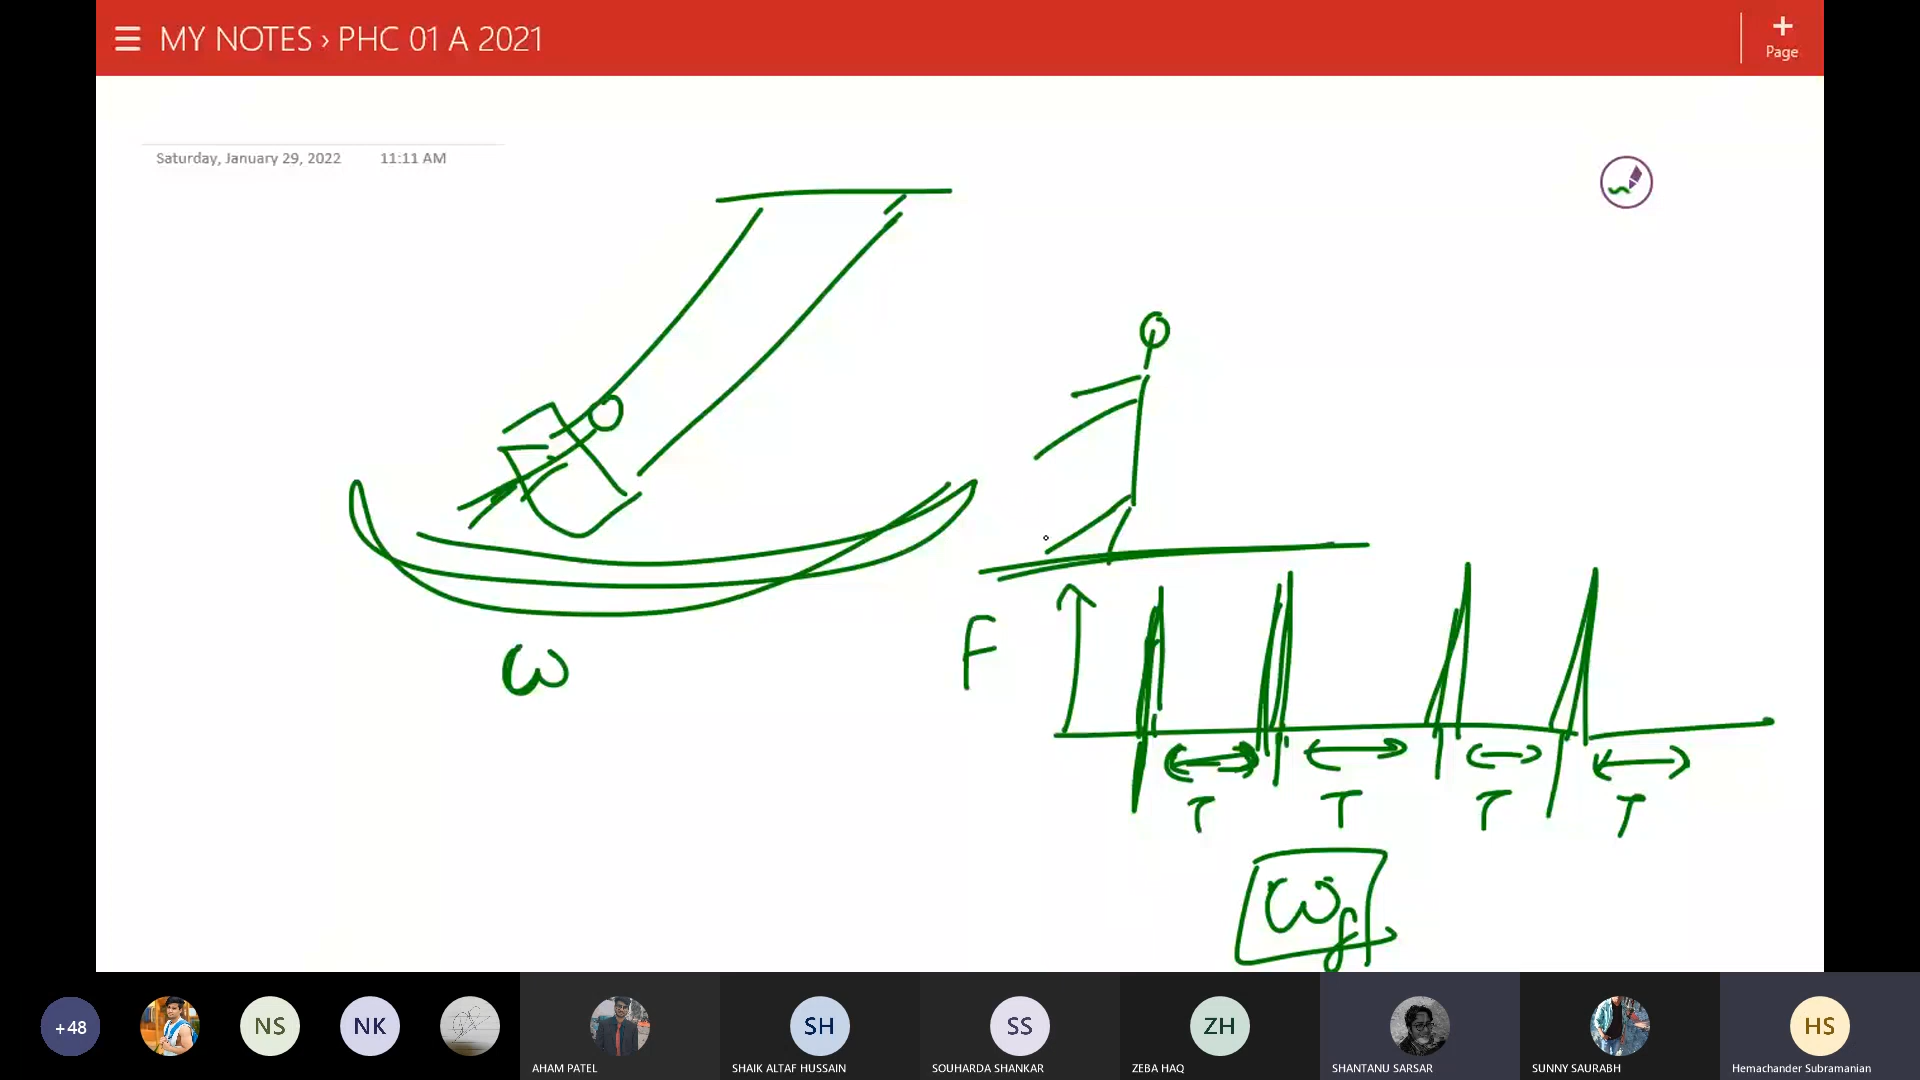 MY NOTES › PHC 01 A 2021
+
Page
Saturday, January 29, 2022 11:11 AM
F
ω
T T T T
ωf
+48
NS
NK
SH
SS
ZH
HS
AHAM PATEL
SHAIK ALTAF HUSSAIN
SOUHARDA SHANKAR
ZEBA HAQ
SHANTANU SARSAR
SUNNY SAURABH
Hemachander Subramanian